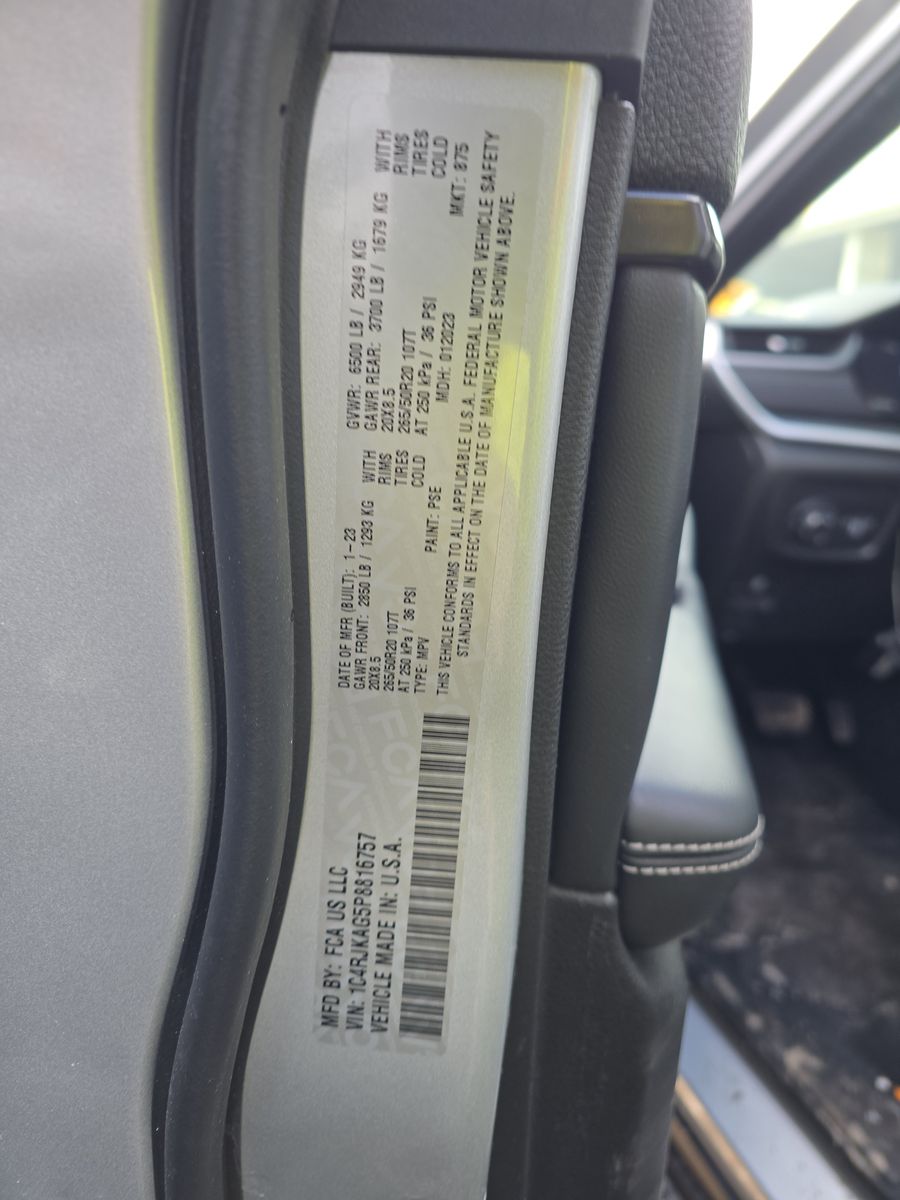 MFD BY: FCA US LLC
VIN: 1C4RJKAG5P8816757
VEHICLE MADE IN: U.S.A.
DATE OF MFR (BUILT): 1-23
GVWR: 6500 LB / 2949 KG
GAWR FRONT: 2850 LB / 1293 KG WITH
GAWR REAR: 3700 LB / 1679 KG WITH
20X8.5 RIMS
20X8.5 RIMS
265/50R20 107T TIRES
265/50R20 107T TIRES
AT 250 kPa / 36 PSI COLD
AT 250 kPa / 36 PSI COLD
TYPE: MPV PAINT: PSE MDH: 012023 MKT: 875
THIS VEHICLE CONFORMS TO ALL APPLICABLE U.S.A. FEDERAL MOTOR VEHICLE SAFETY
STANDARDS IN EFFECT ON THE DATE OF MANUFACTURE SHOWN ABOVE.
FCA
FCA